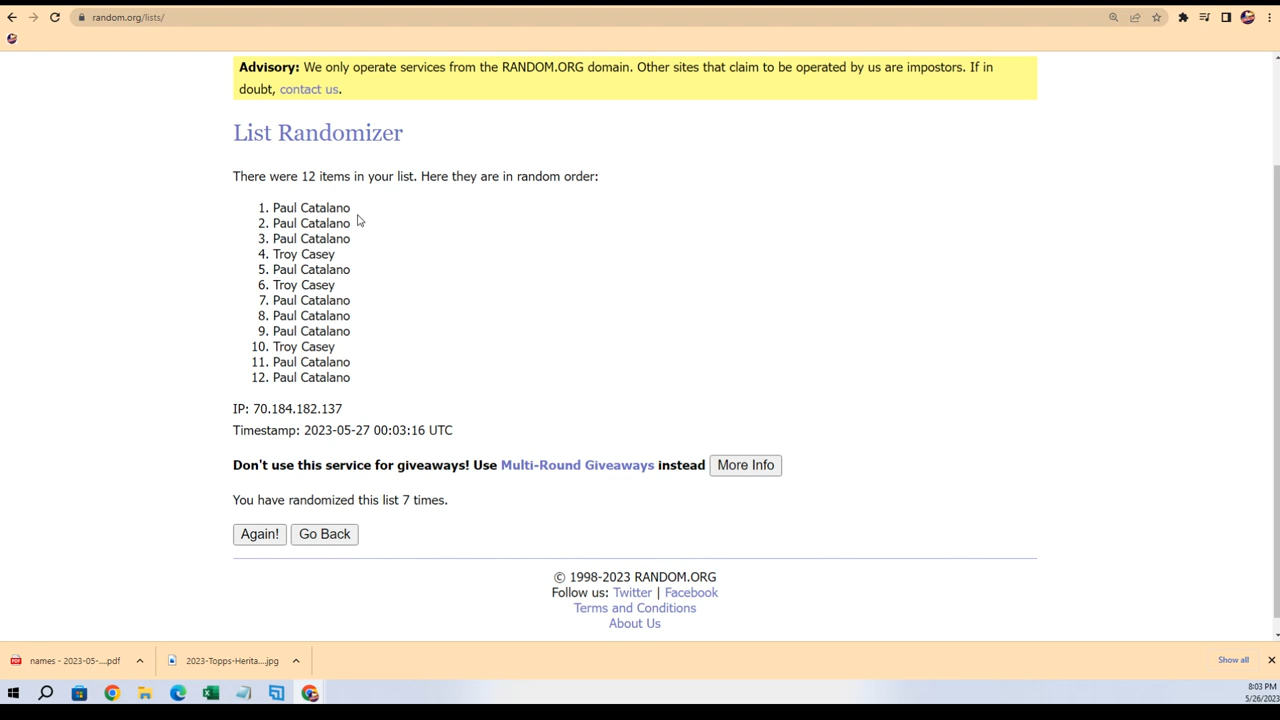 random.org/lists/
Advisory: We only operate services from the RANDOM.ORG domain. Other sites that claim to be operated by us are impostors. If in
doubt, contact us.
List Randomizer
There were 12 items in your list. Here they are in random order:
1. Paul Catalano
2. Paul Catalano
3. Paul Catalano
4. Troy Casey
5. Paul Catalano
6. Troy Casey
7. Paul Catalano
8. Paul Catalano
9. Paul Catalano
10. Troy Casey
11. Paul Catalano
12. Paul Catalano
IP: 70.184.182.137
Timestamp: 2023-05-27 00:03:16 UTC
Don't use this service for giveaways! Use Multi-Round Giveaways instead More Info
You have randomized this list 7 times.
Again! Go Back
© 1998-2023 RANDOM.ORG
Follow us: Twitter | Facebook
Terms and Conditions
About Us
names - 2023-05-....pdf 2023-Topps-Herita....jpg Show all
8:03 PM
5/26/2023